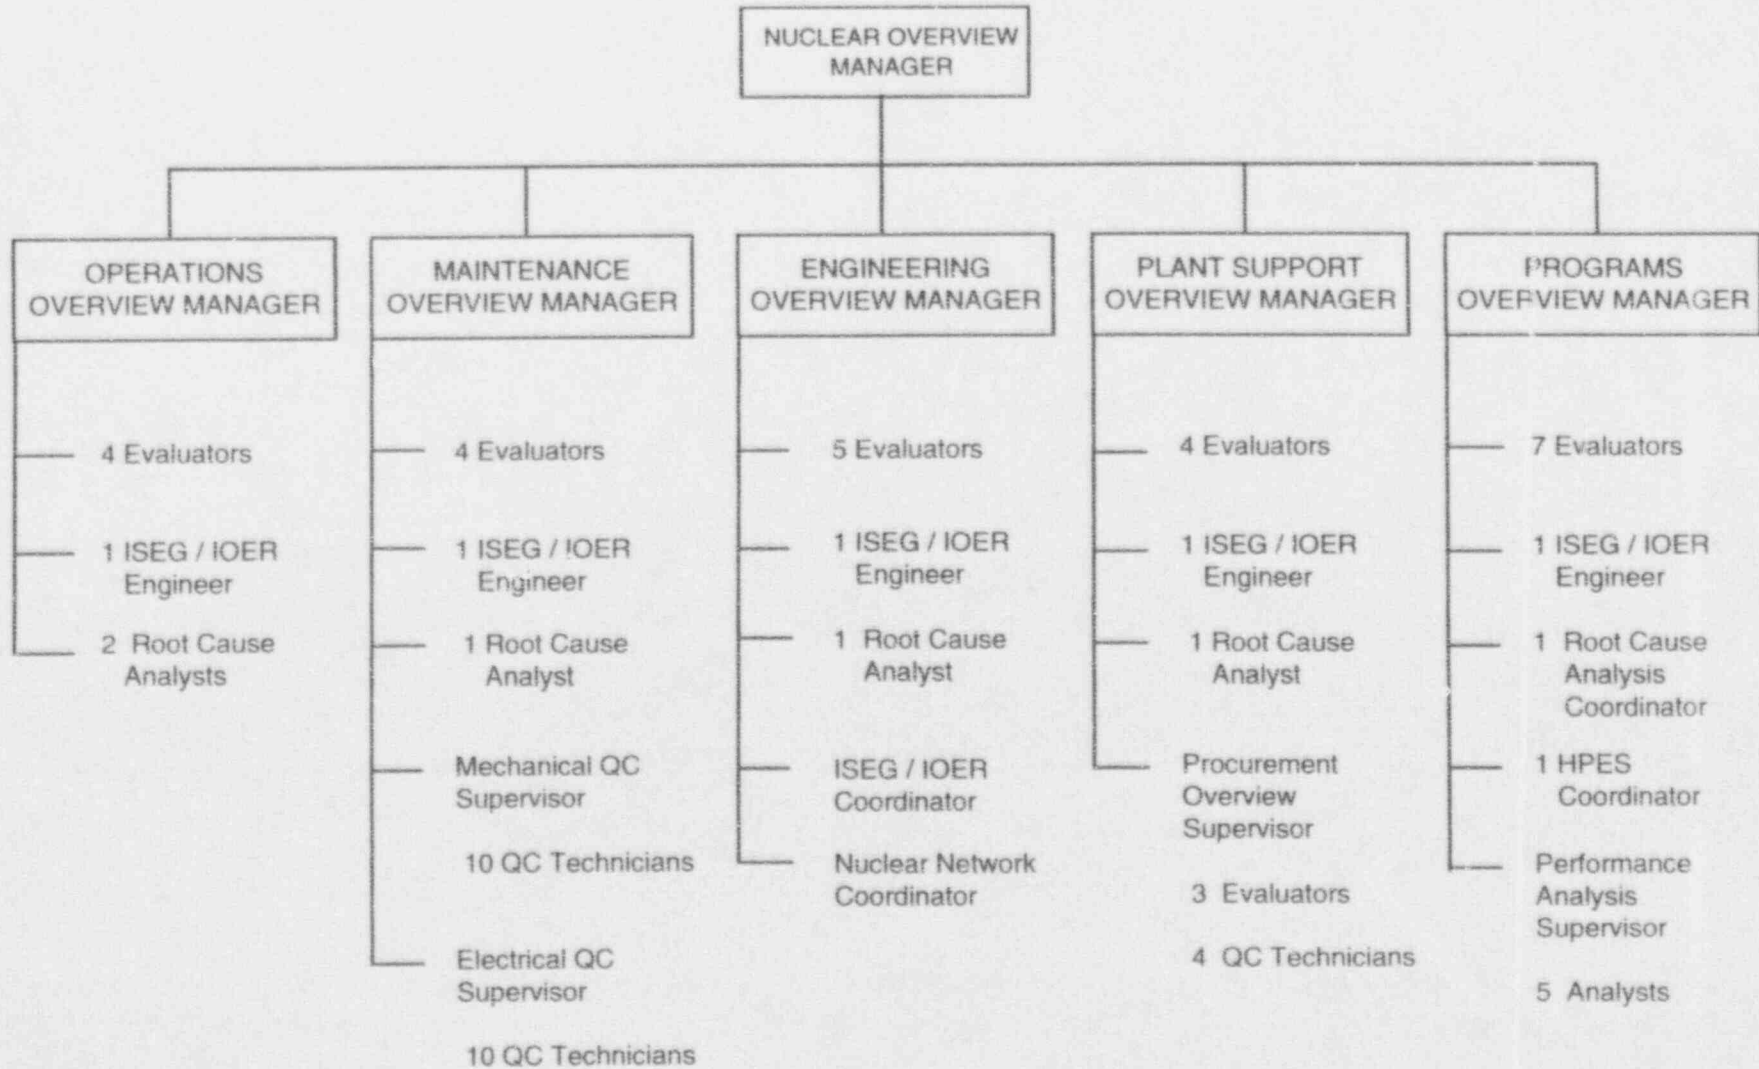 NUCLEAR OVERVIEW
MANAGER
OPERATIONS
OVERVIEW MANAGER
4 Evaluators
1 ISEG / IOER
Engineer
2 Root Cause
Analysts
MAINTENANCE
OVERVIEW MANAGER
4 Evaluators
1 ISEG / IOER
Engineer
1 Root Cause
Analyst
Mechanical QC
Supervisor
10 QC Technicians
Electrical QC
Supervisor
10 QC Technicians
ENGINEERING
OVERVIEW MANAGER
5 Evaluators
1 ISEG / IOER
Engineer
1 Root Cause
Analyst
ISEG / IOER
Coordinator
Nuclear Network
Coordinator
PLANT SUPPORT
OVERVIEW MANAGER
4 Evaluators
1 ISEG / IOER
Engineer
1 Root Cause
Analyst
Procurement
Overview
Supervisor
3 Evaluators
4 QC Technicians
PROGRAMS
OVERVIEW MANAGER
7 Evaluators
1 ISEG / IOER
Engineer
1 Root Cause
Analysis
Coordinator
1 HPES
Coordinator
Performance
Analysis
Supervisor
5 Analysts